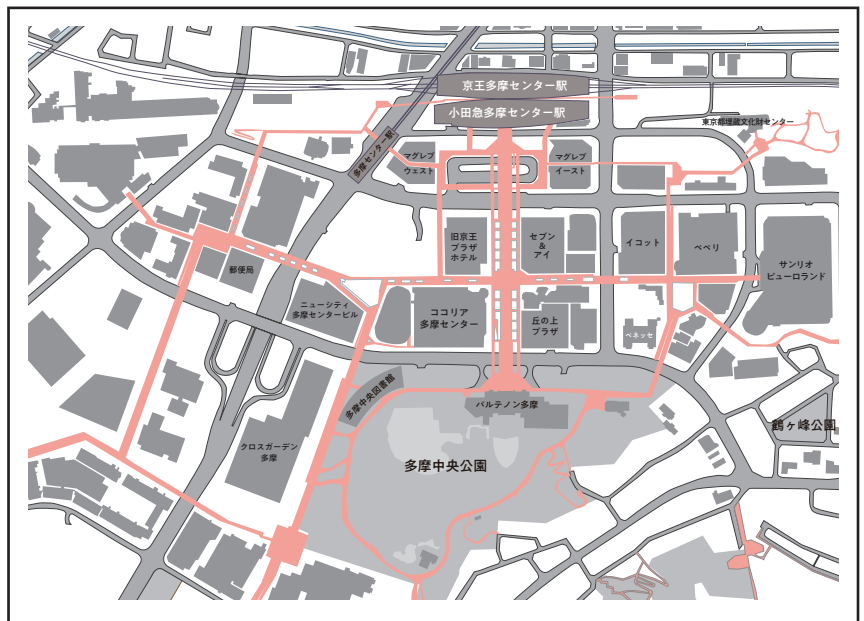 京王多摩センター駅
小田急多摩センター駅
多摩センター駅
東京都埋蔵文化財センター
マグレブ
ウェスト
マグレブ
イースト
旧京王
プラザ
ホテル
セブン
&
アイ
イコット
ペペリ
サンリオ
ピューロランド
郵便局
ニューシティ
多摩センタービル
ココリア
多摩センター
丘の上
プラザ
ベネッセ
多摩中央図書館
パルテノン多摩
鶴ヶ峰公園
クロスガーデン
多摩
多摩中央公園